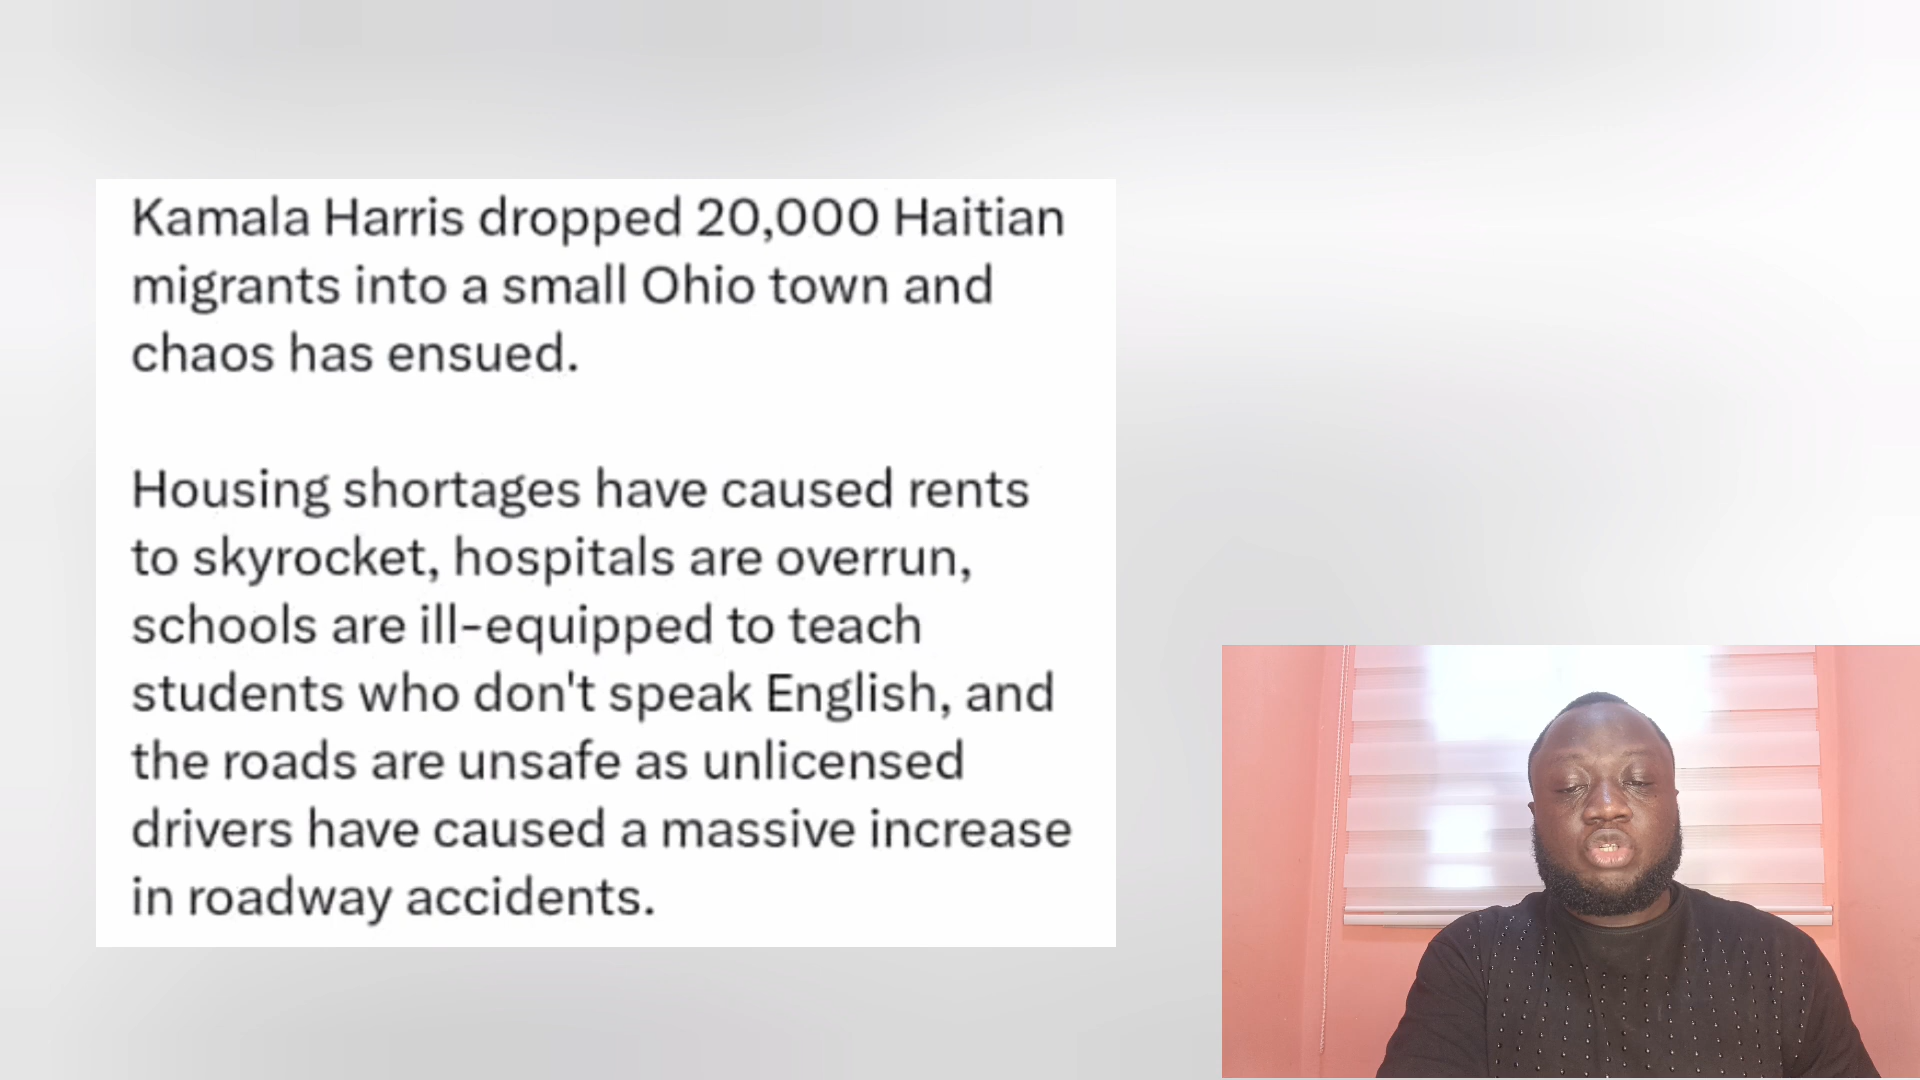 Kamala Harris dropped 20,000 Haitian
migrants into a small Ohio town and
chaos has ensued.
Housing shortages have caused rents
to skyrocket, hospitals are overrun,
schools are ill-equipped to teach
students who don't speak English, and
the roads are unsafe as unlicensed
drivers have caused a massive increase
in roadway accidents.